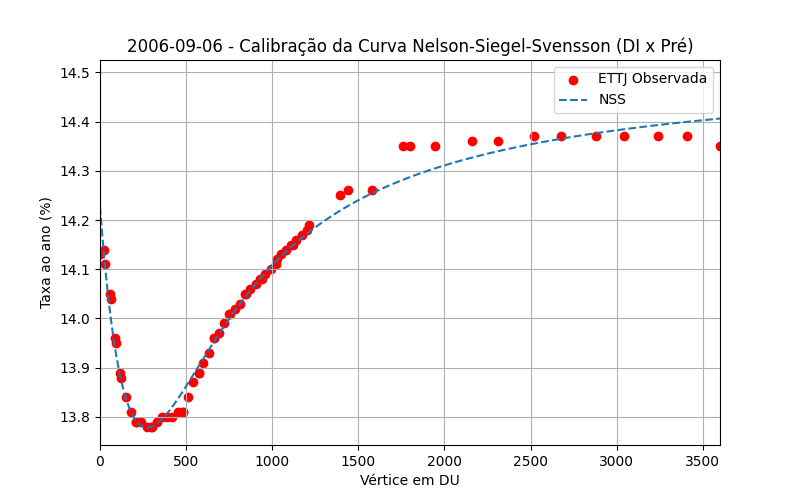 2006-09-06 - Calibração da Curva Nelson-Siegel-Svensson (DI x Pré)
ETTJ Observada
NSS
Taxa ao ano (%)
14.5
14.4
14.3
14.2
14.1
14.0
13.9
13.8
0 500 1000 1500 2000 2500 3000 3500
Vértice em DU